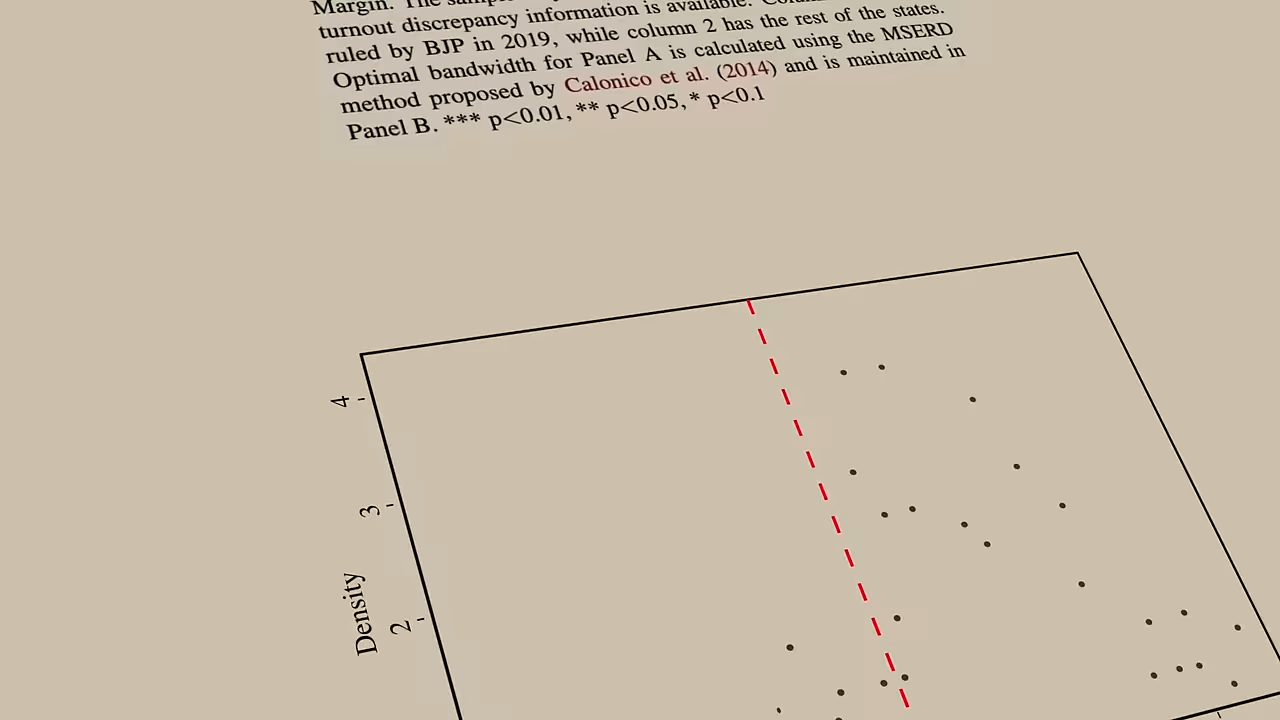 Margin. The
turnout discrepancy information is available.
ruled by BJP in 2019, while column 2 has the rest of the states.
Optimal bandwidth for Panel A is calculated using the MSERD
method proposed by Calonico et al. (2014) and is maintained in
Panel B. *** p<0.01, ** p<0.05, * p<0.1
4
3
Density
2